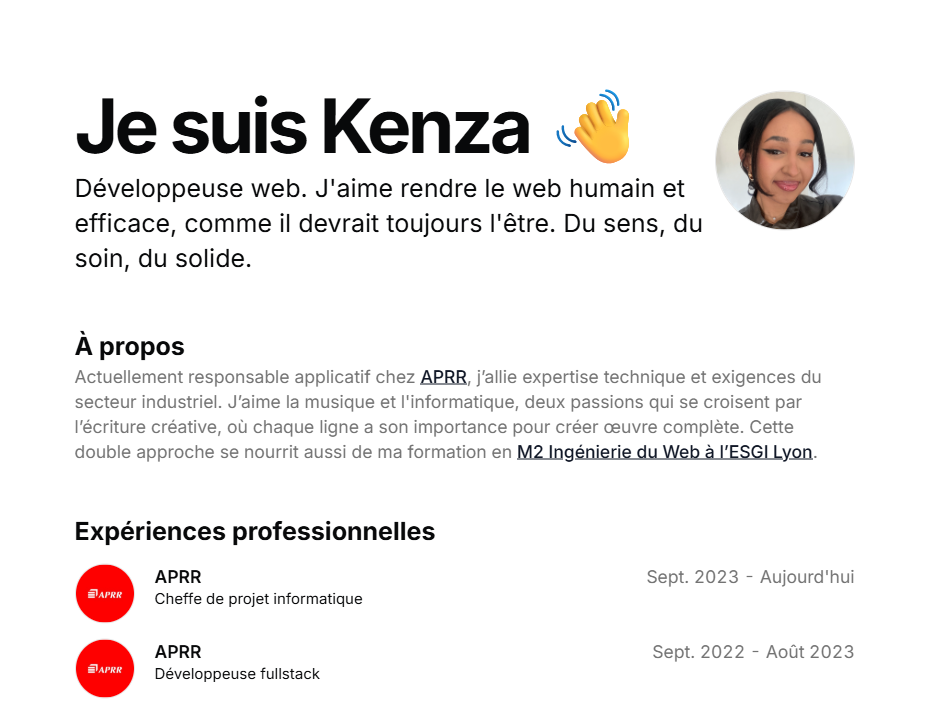 Je suis Kenza 👋
Développeuse web. J'aime rendre le web humain et
efficace, comme il devrait toujours l'être. Du sens, du
soin, du solide.
À propos
Actuellement responsable applicatif chez APRR, j’allie expertise technique et exigences du
secteur industriel. J’aime la musique et l'informatique, deux passions qui se croisent par
l’écriture créative, où chaque ligne a son importance pour créer œuvre complète. Cette
double approche se nourrit aussi de ma formation en M2 Ingénierie du Web à l’ESGI Lyon.
Expériences professionnelles
APRR
APRR
Sept. 2023 - Aujourd'hui
Cheffe de projet informatique
APRR
APRR
Sept. 2022 - Août 2023
Développeuse fullstack